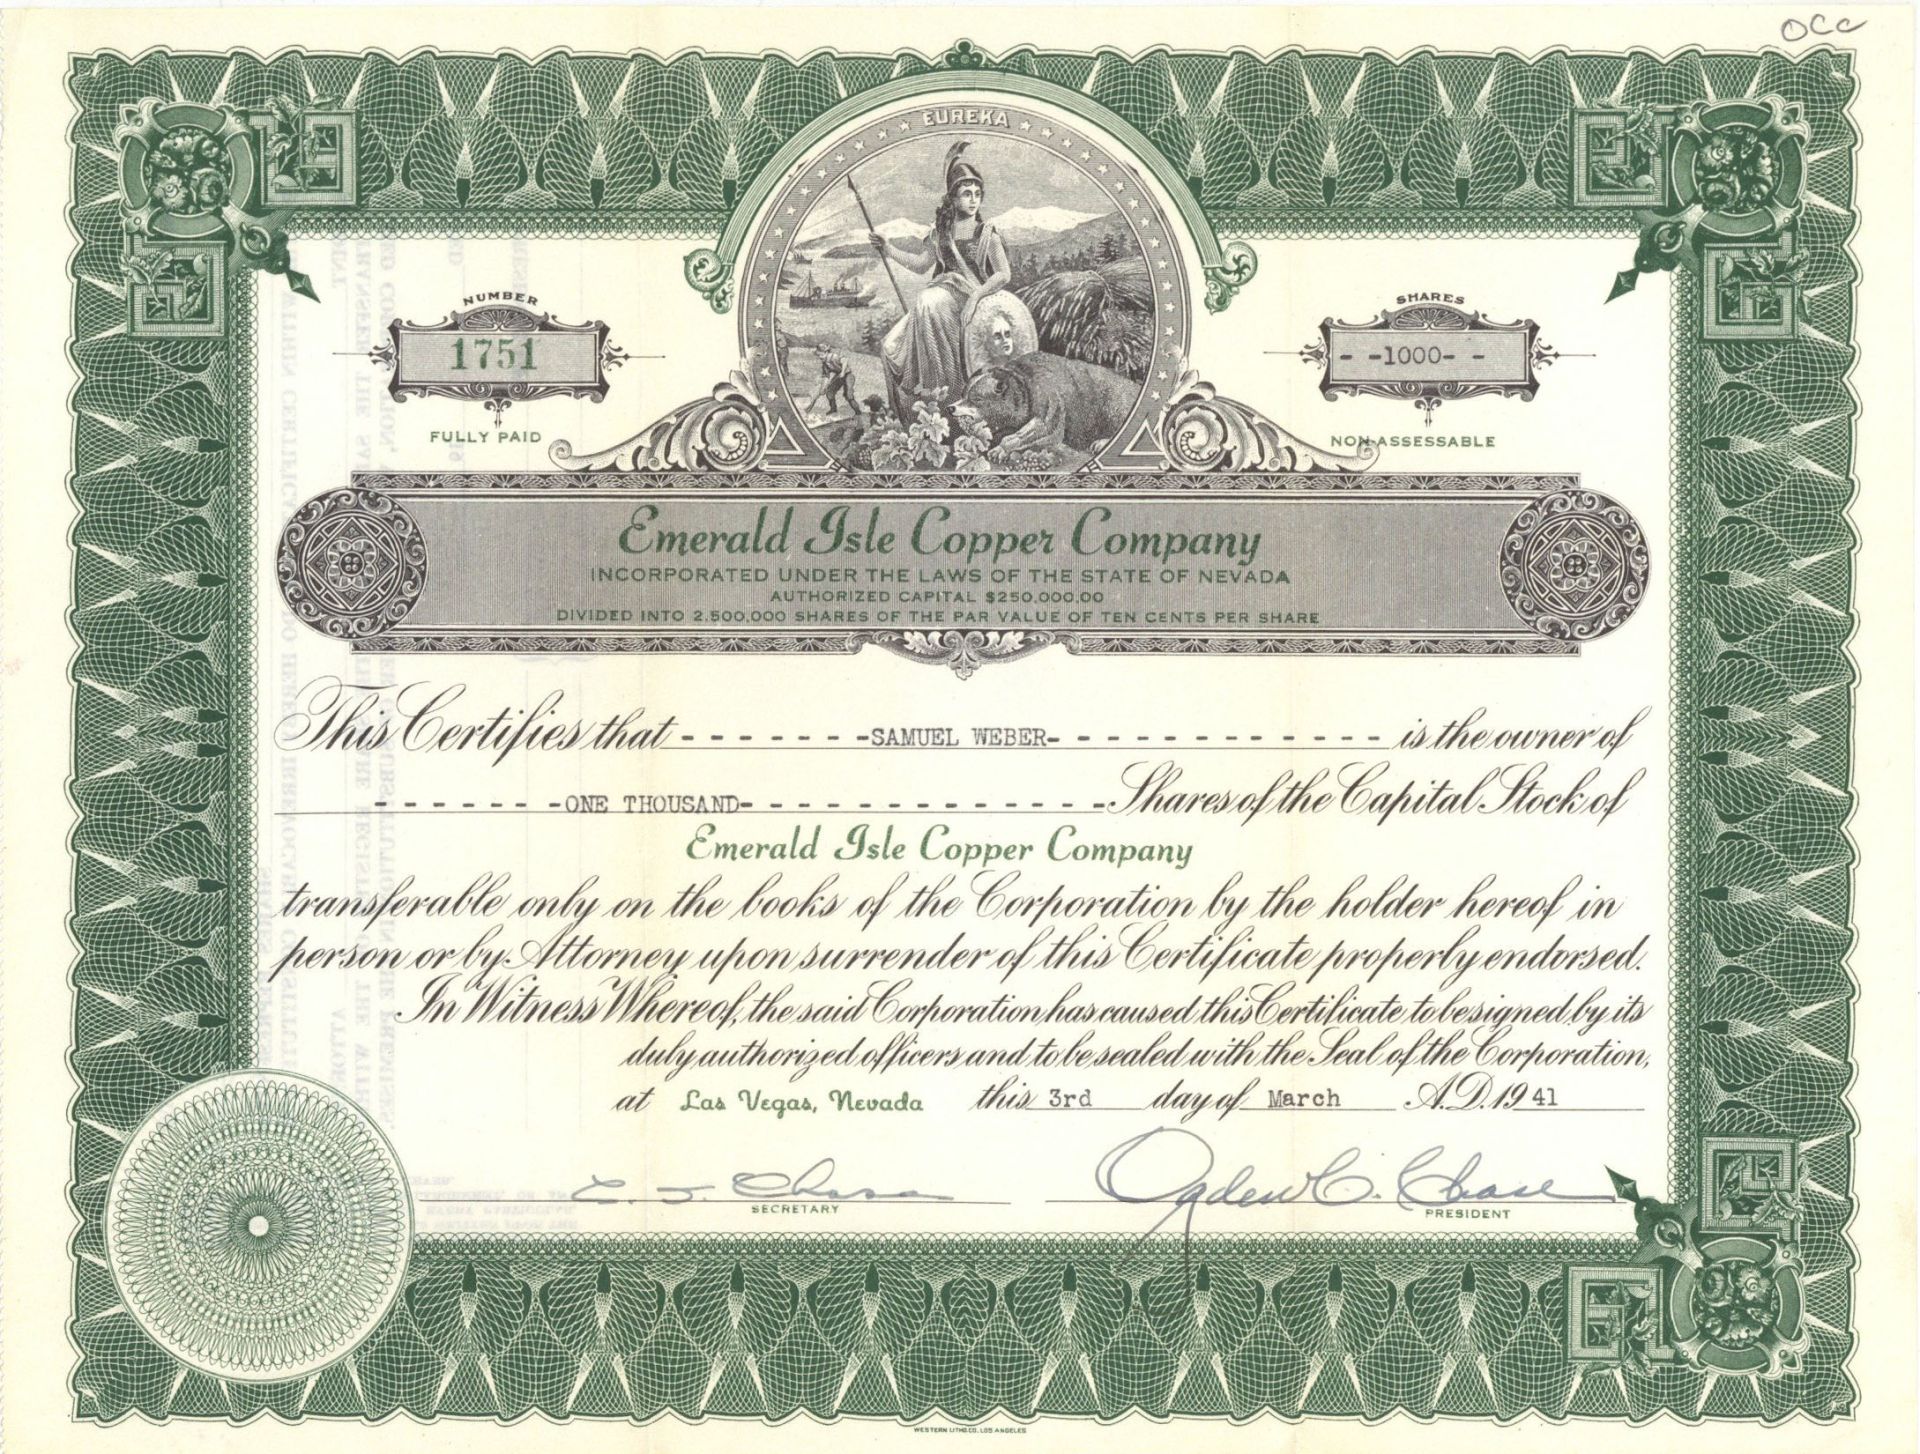 OCC
EUREKA
NUMBER
1751
FULLY PAID
SHARES
- -1000- -
NON-ASSESSABLE
Emerald Isle Copper Company
INCORPORATED UNDER THE LAWS OF THE STATE OF NEVADA
AUTHORIZED CAPITAL $250,000.00
DIVIDED INTO 2,500,000 SHARES OF THE PAR VALUE OF TEN CENTS PER SHARE
This Certifies that - - - - - - -SAMUEL WEBER- - - - - - - - - - - - is the owner of
- - - - - - - -ONE THOUSAND- - - - - - - - - - - - - - Shares of the Capital Stock of
Emerald Isle Copper Company
transferable only on the books of the Corporation by the holder hereof in
person or by Attorney upon surrender of this Certificate properly endorsed.
In Witness Whereof, the said Corporation has caused this Certificate to be signed by its
duly authorized officers and to be sealed with the Seal of the Corporation,
at Las Vegas, Nevada this 3rd day of March A.D. 1941
Ogden C. Chase
SECRETARY
PRESIDENT
WESTERN LITHO. CO. LOS ANGELES